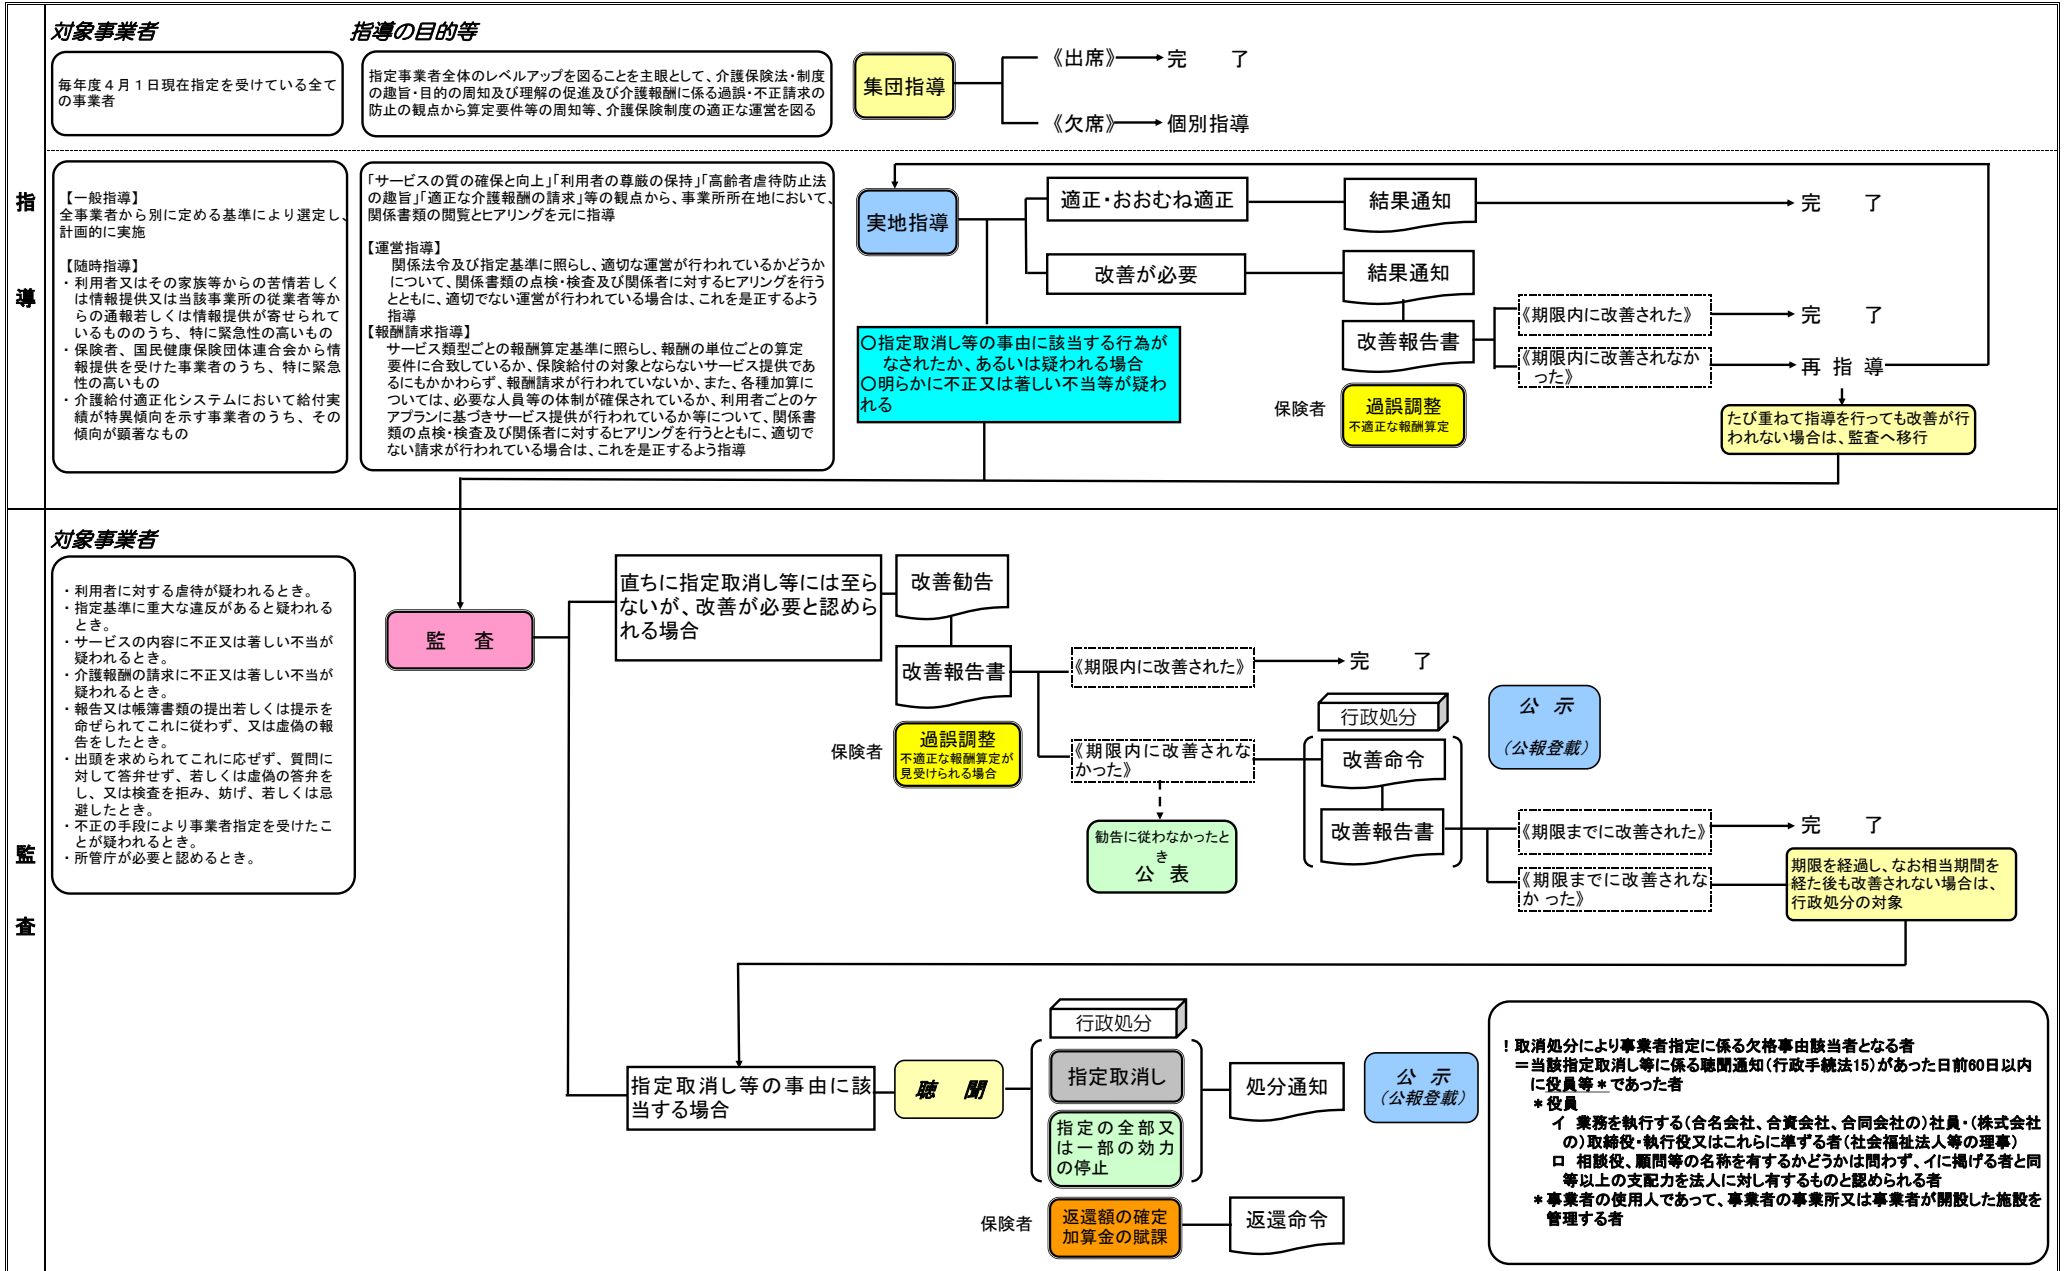 対象事業者
指導の目的等
毎年度４月１日現在指定を受けている全て
の事業者
指定事業者全体のレベルアップを図ることを主眼として、介護保険法・制度
の趣旨・目的の周知及び理解の促進及び介護報酬に係る過誤・不正請求の
防止の観点から算定要件等の周知等、介護保険制度の適正な運営を図る
集団指導
《出席》
完 了
《欠席》
個別指導
指
導
【一般指導】
全事業者から別に定める基準により選定し、
計画的に実施
【随時指導】
・利用者又はその家族等からの苦情若しく
は情報提供又は当該事業所の従業者等か
らの通報若しくは情報提供が寄せられて
いるもののうち、特に緊急性の高いもの
・保険者、国民健康保険団体連合会から情
報提供を受けた事業者のうち、特に緊急
性の高いもの
・介護給付適正化システムにおいて給付実
績が特異傾向を示す事業者のうち、その
傾向が顕著なもの
「サービスの質の確保と向上」「利用者の尊厳の保持」「高齢者虐待防止法
の趣旨」「適正な介護報酬の請求」等の観点から、事業所所在地において、
関係書類の閲覧とヒアリングを元に指導
【運営指導】
関係法令及び指定基準に照らし、適切な運営が行われているかどうか
について、関係書類の点検・検査及び関係者に対するヒアリングを行う
とともに、適切でない運営が行われている場合は、これを是正するよう
指導
【報酬請求指導】
サービス類型ごとの報酬算定基準に照らし、報酬の単位ごとの算定
要件に合致しているか、保険給付の対象とならないサービス提供であ
るにもかかわらず、報酬請求が行われていないか、また、各種加算に
ついては、必要な人員等の体制が確保されているか、利用者ごとのケ
アプランに基づきサービス提供が行われているか等について、関係書
類の点検・検査及び関係者に対するヒアリングを行うとともに、適切で
ない請求が行われている場合は、これを是正するよう指導
実地指導
適正・おおむね適正
結果通知
完 了
改善が必要
結果通知
改善報告書
《期限内に改善された》
完 了
《期限内に改善されなか
った》
再 指 導
○指定取消し等の事由に該当する行為が
なされたか、あるいは疑われる場合
○明らかに不正又は著しい不当等が疑わ
れる
保険者
過誤調整
不適正な報酬算定
たび重ねて指導を行っても改善が行
われない場合は、監査へ移行
監
査
対象事業者
・利用者に対する虐待が疑われるとき。
・指定基準に重大な違反があると疑われる
とき。
・サービスの内容に不正又は著しい不当が
疑われるとき。
・介護報酬の請求に不正又は著しい不当が
疑われるとき。
・報告又は帳簿書類の提出若しくは提示を
命ぜられてこれに従わず、又は虚偽の報
告をしたとき。
・出頭を求められてこれに応ぜず、質問に
対して答弁せず、若しくは虚偽の答弁を
し、又は検査を拒み、妨げ、若しくは忌
避したとき。
・不正の手段により事業者指定を受けたこ
とが疑われるとき。
・所管庁が必要と認めるとき。
監 査
直ちに指定取消し等には至ら
ないが、改善が必要と認めら
れる場合
改善勧告
改善報告書
《期限内に改善された》
完 了
保険者
過誤調整
不適正な報酬算定が
見受けられる場合
《期限内に改善されな
かった》
勧告に従わなかったと
き
公 表
行政処分
改善命令
改善報告書
公 示
（公報登載）
《期限までに改善された》
完 了
《期限までに改善されな
か った》
期限を経過し、なお相当期間を
経た後も改善されない場合は、
行政処分の対象
指定取消し等の事由に該
当する場合
聴 聞
行政処分
指定取消し
指定の全部又
は一部の効力
の停止
処分通知
公 示
（公報登載）
保険者
返還額の確定
加算金の賦課
返還命令
！取消処分により事業者指定に係る欠格事由該当者となる者
＝当該指定取消し等に係る聴聞通知（行政手続法15）があった日前60日以内
に役員等＊であった者
＊役員
イ 業務を執行する（合名会社、合資会社、合同会社の）社員・（株式会社
の）取締役・執行役又はこれらに準ずる者（社会福祉法人等の理事）
ロ 相談役、顧問等の名称を有するかどうかは問わず、イに掲げる者と同
等以上の支配力を法人に対し有するものと認められる者
＊事業者の使用人であって、事業者の事業所又は事業者が開設した施設を
管理する者